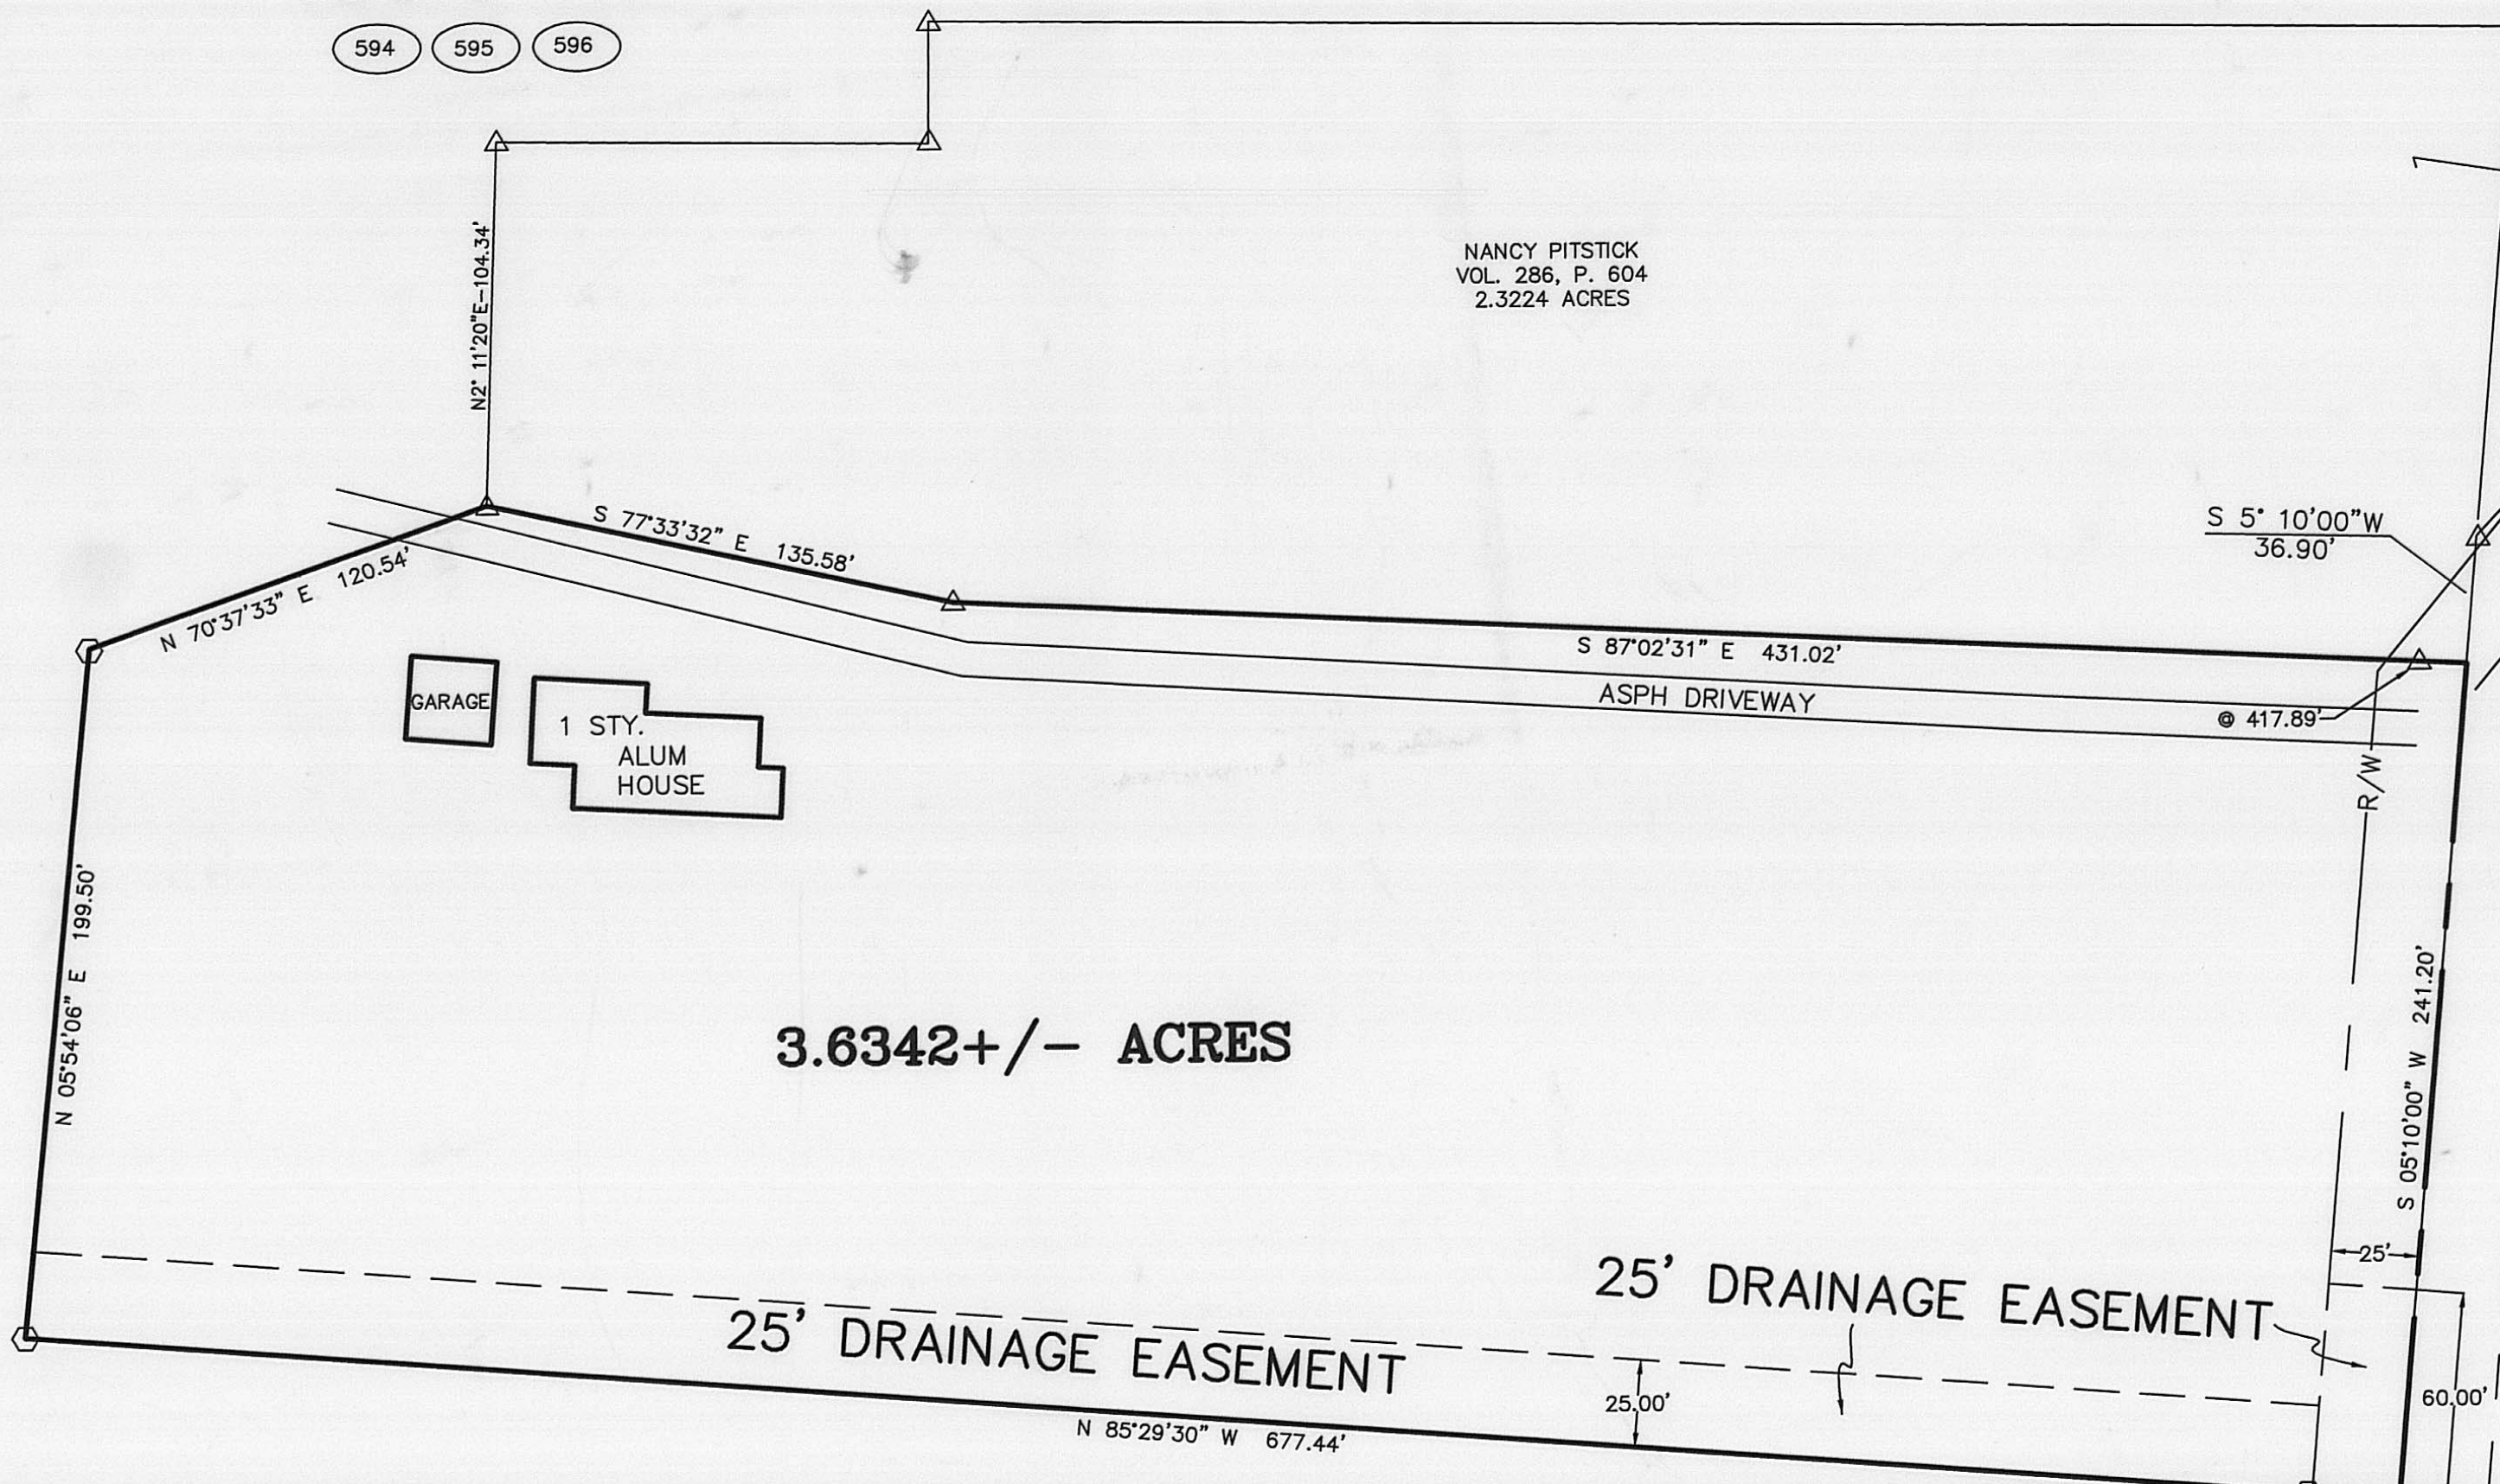 594 595 596
N2° 11'20"E-104.34'
NANCY PITSTICK
VOL. 286, P. 604
2.3224 ACRES
S 5° 10'00"W
36.90'
S 77°33'32" E 135.58'
N 70°37'33" E 120.54'
S 87°02'31" E 431.02'
ASPH DRIVEWAY
@ 417.89'
GARAGE
1 STY.
ALUM
HOUSE
R/W
N 05°54'06" E 199.50'
3.6342+/- ACRES
S 05°10'00" W 241.20'
25'
25' DRAINAGE EASEMENT
25' DRAINAGE EASEMENT
25.00'
60.00'
N 85°29'30" W 677.44'